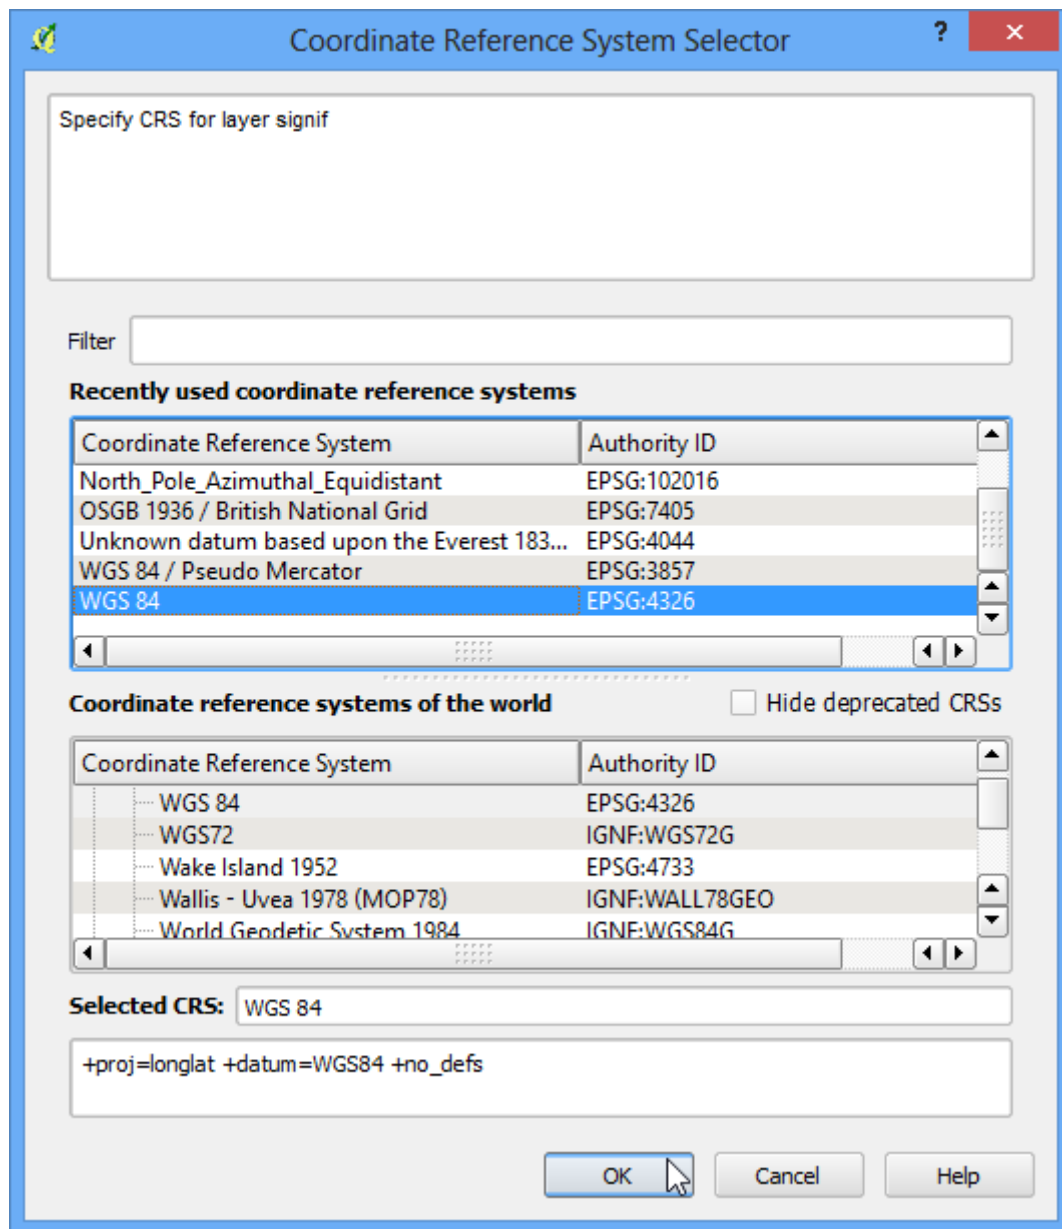 Coordinate Reference System Selector ?
Specify CRS for layer signif
Filter
Recently used coordinate reference systems
Coordinate Reference System Authority ID
North_Pole_Azimuthal_Equidistant EPSG:102016
OSGB 1936 / British National Grid EPSG:7405
Unknown datum based upon the Everest 183... EPSG:4044
WGS 84 / Pseudo Mercator EPSG:3857
WGS 84 EPSG:4326
Coordinate reference systems of the world Hide deprecated CRSs
Coordinate Reference System Authority ID
WGS 84 EPSG:4326
WGS72 IGNF:WGS72G
Wake Island 1952 EPSG:4733
Wallis - Uvea 1978 (MOP78) IGNF:WALL78GEO
World Geodetic System 1984 IGNF:WGS84G
Selected CRS: WGS 84
+proj=longlat +datum=WGS84 +no_defs
OK Cancel Help